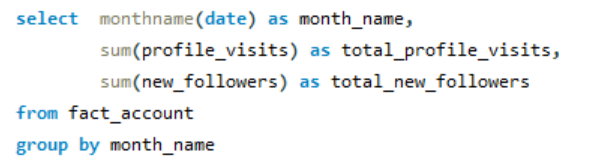 select monthname(date) as month_name,
sum(profile_visits) as total_profile_visits,
sum(new_followers) as total_new_followers
from fact_account
group by month_name